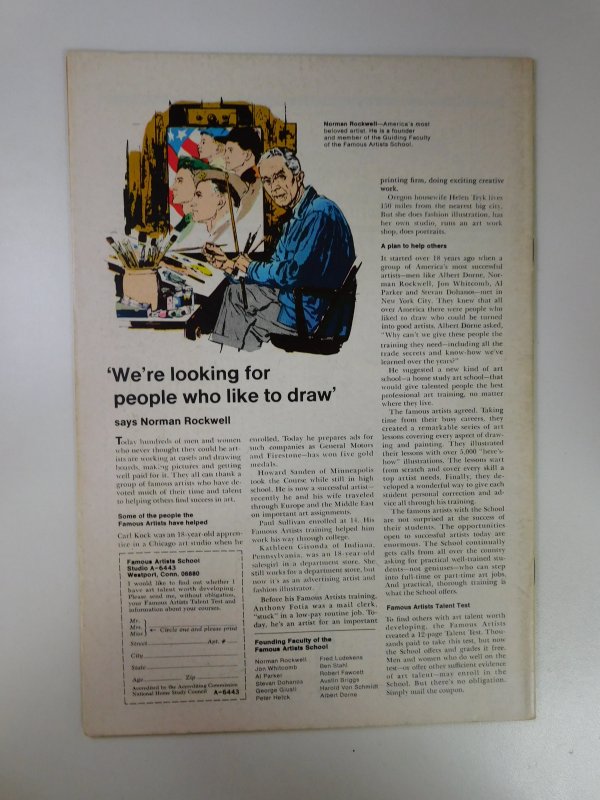 Norman Rockwell—America's most
beloved artist. He is a founder
and member of the Guiding Faculty
of the Famous Artists School.
'We're looking for
people who like to draw'
says Norman Rockwell
Today hundreds of men and women
who never thought they could be art-
ists are working at easels and drawing
boards, making pictures and getting
well paid for it. They all can thank a
group of famous artists who have de-
voted much of their time and talent
to helping others find success in art.
Some of the people the
Famous Artists have helped
Carl Kock was an 18-year-old appren-
tice in a Chicago art studio when he
enrolled. Today he prepares ads for
such companies as General Motors
and Firestone—has won five gold
medals.
Howard Sanden of Minneapolis
took the Course while still in high
school. He is now a successful artist—
recently he and his wife traveled
through Europe and the Middle East
on important art assignments.
Paul Sullivan enrolled at 14. His
Famous Artists training helped him
work his way through college.
Kathleen Gironda of Indiana,
Pennsylvania, was an 18-year-old
salesgirl in a department store. She
still works for a department store, but
now it's as an advertising artist and
fashion illustrator.
Before his Famous Artists training,
Anthony Fotia was a mail clerk,
"stuck" in a low-pay routine job. To-
day, he's an artist for an important
printing firm, doing exciting creative
work.
Oregon housewife Helen Tryk lives
150 miles from the nearest big city.
But she does fashion illustration, has
her own studio, runs an art work
shop, does portraits.
A plan to help others
It started over 18 years ago when a
group of America's most successful
artists—men like Albert Dorne, Nor-
man Rockwell, Jon Whitcomb, Al
Parker and Stevan Dohanos—met in
New York City. They knew that all
over America there were people who
liked to draw who could be turned
into good artists. Albert Dorne asked,
"Why can't we give these people the
training they need—including all the
trade secrets and know-how we've
learned over the years?"
He suggested a new kind of art
school—a home study art school—that
would give talented people the best
professional art training, no matter
where they live.
The famous artists agreed. Taking
time from their busy careers, they
created a remarkable series of art
lessons covering every aspect of draw-
ing and painting. They illustrated
their lessons with over 5,000 "here's-
how" illustrations. The lessons start
from scratch and cover every skill a
top artist needs. Finally, they de-
veloped a wonderful way to give each
student personal correction and ad-
vice all through his training.
The famous artists with the School
are not surprised at the success of
their students. The opportunities
open to successful artists today are
enormous. The School continually
gets calls from all over the country
asking for practical well-trained stu-
dents—not geniuses—who can step
into full-time or part-time art jobs.
And practical, thorough training is
what the School offers.
Famous Artists Talent Test
To find others with art talent worth
developing, the Famous Artists
created a 12-page Talent Test. Thou-
sands paid to take this test, but now
the School offers and grades it free.
Men and women who do well on the
test—or offer other sufficient evidence
of art talent—may enroll in the
School. But there's no obligation.
Simply mail the coupon.
Famous Artists School
Studio A-6443
Westport, Conn. 06880
I would like to find out whether I
have art talent worth developing.
Please send me, without obligation,
your Famous Artists Talent Test and
information about your courses.
Mr.
Mrs. Circle one and please print
Miss
Street Apt. #
City
State
Age Zip
Accredited by the Accrediting Commission
National Home Study Council A-6443
Founding Faculty of the
Famous Artists School
Norman Rockwell
Jon Whitcomb
Al Parker
Stevan Dohanos
George Giusti
Peter Helck
Fred Ludekens
Ben Stahl
Robert Fawcett
Austin Briggs
Harold Von Schmidt
Albert Dorne